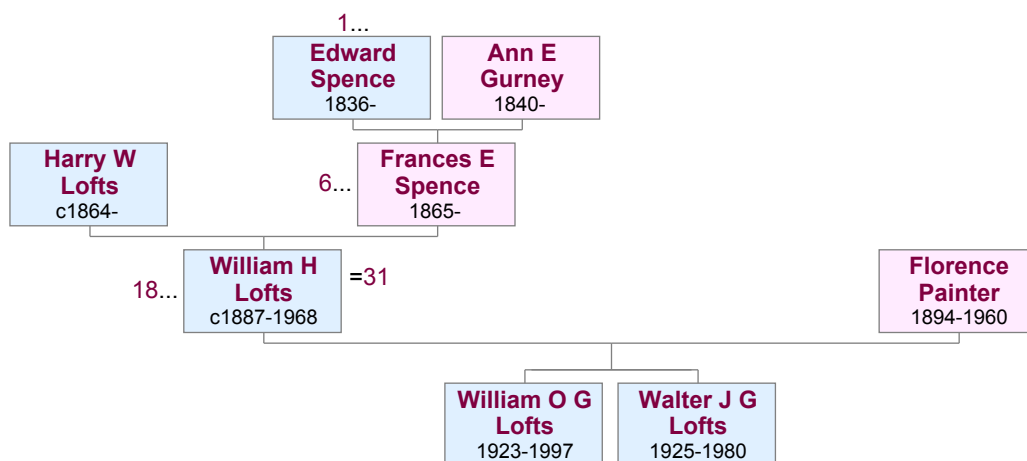 1...
Edward
Spence
1836-
Ann E
Gurney
1840-
Harry W
Lofts
c1864-
6...
Frances E
Spence
1865-
18...
William H
Lofts
c1887-1968
=31
Florence
Painter
1894-1960
William O G
Lofts
1923-1997
Walter J G
Lofts
1925-1980